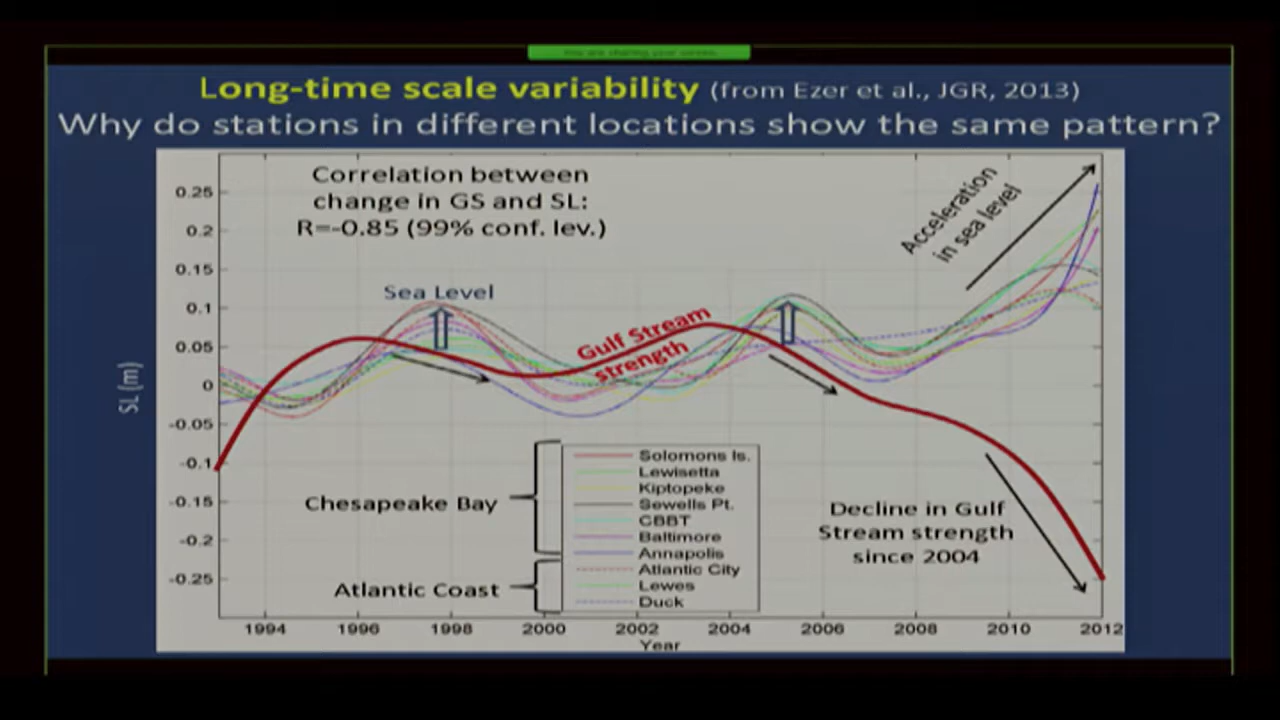 Long-time scale variability (from Ezer et al., JGR, 2013)
Why do stations in different locations show the same pattern?
Correlation between
change in GS and SL:
R=-0.85 (99% conf. lev.)
Acceleration
in sea level
Sea Level
Gulf Stream
strength
SL (m)
0.25
0.2
0.15
0.1
0.05
0
-0.05
-0.1
-0.15
-0.2
-0.25
Chesapeake Bay
Atlantic Coast
Solomons Is.
Lewisetta
Kiptopeke
Sewells Pt.
CBBT
Baltimore
Annapolis
Atlantic City
Lewes
Duck
Decline in Gulf
Stream strength
since 2004
1994 1996 1998 2000 2002 2004 2006 2008 2010 2012
Year